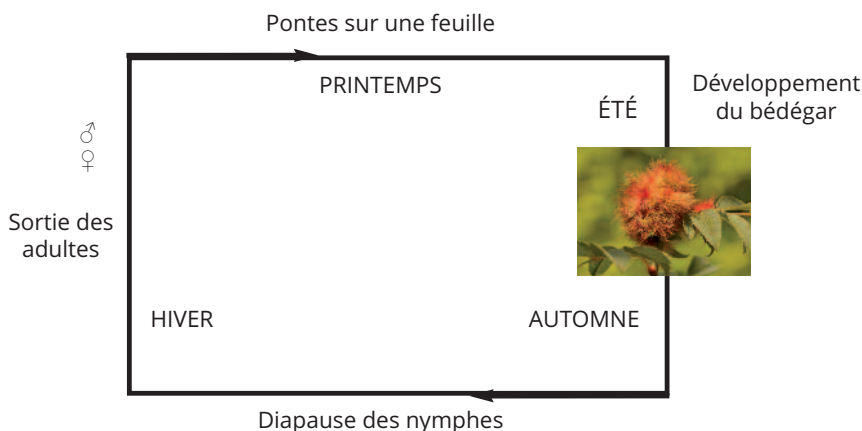 Pontes sur une feuille
PRINTEMPS
ÉTÉ
Développement
du bédégar
♂
♀
Sortie des
adultes
HIVER
AUTOMNE
Diapause des nymphes